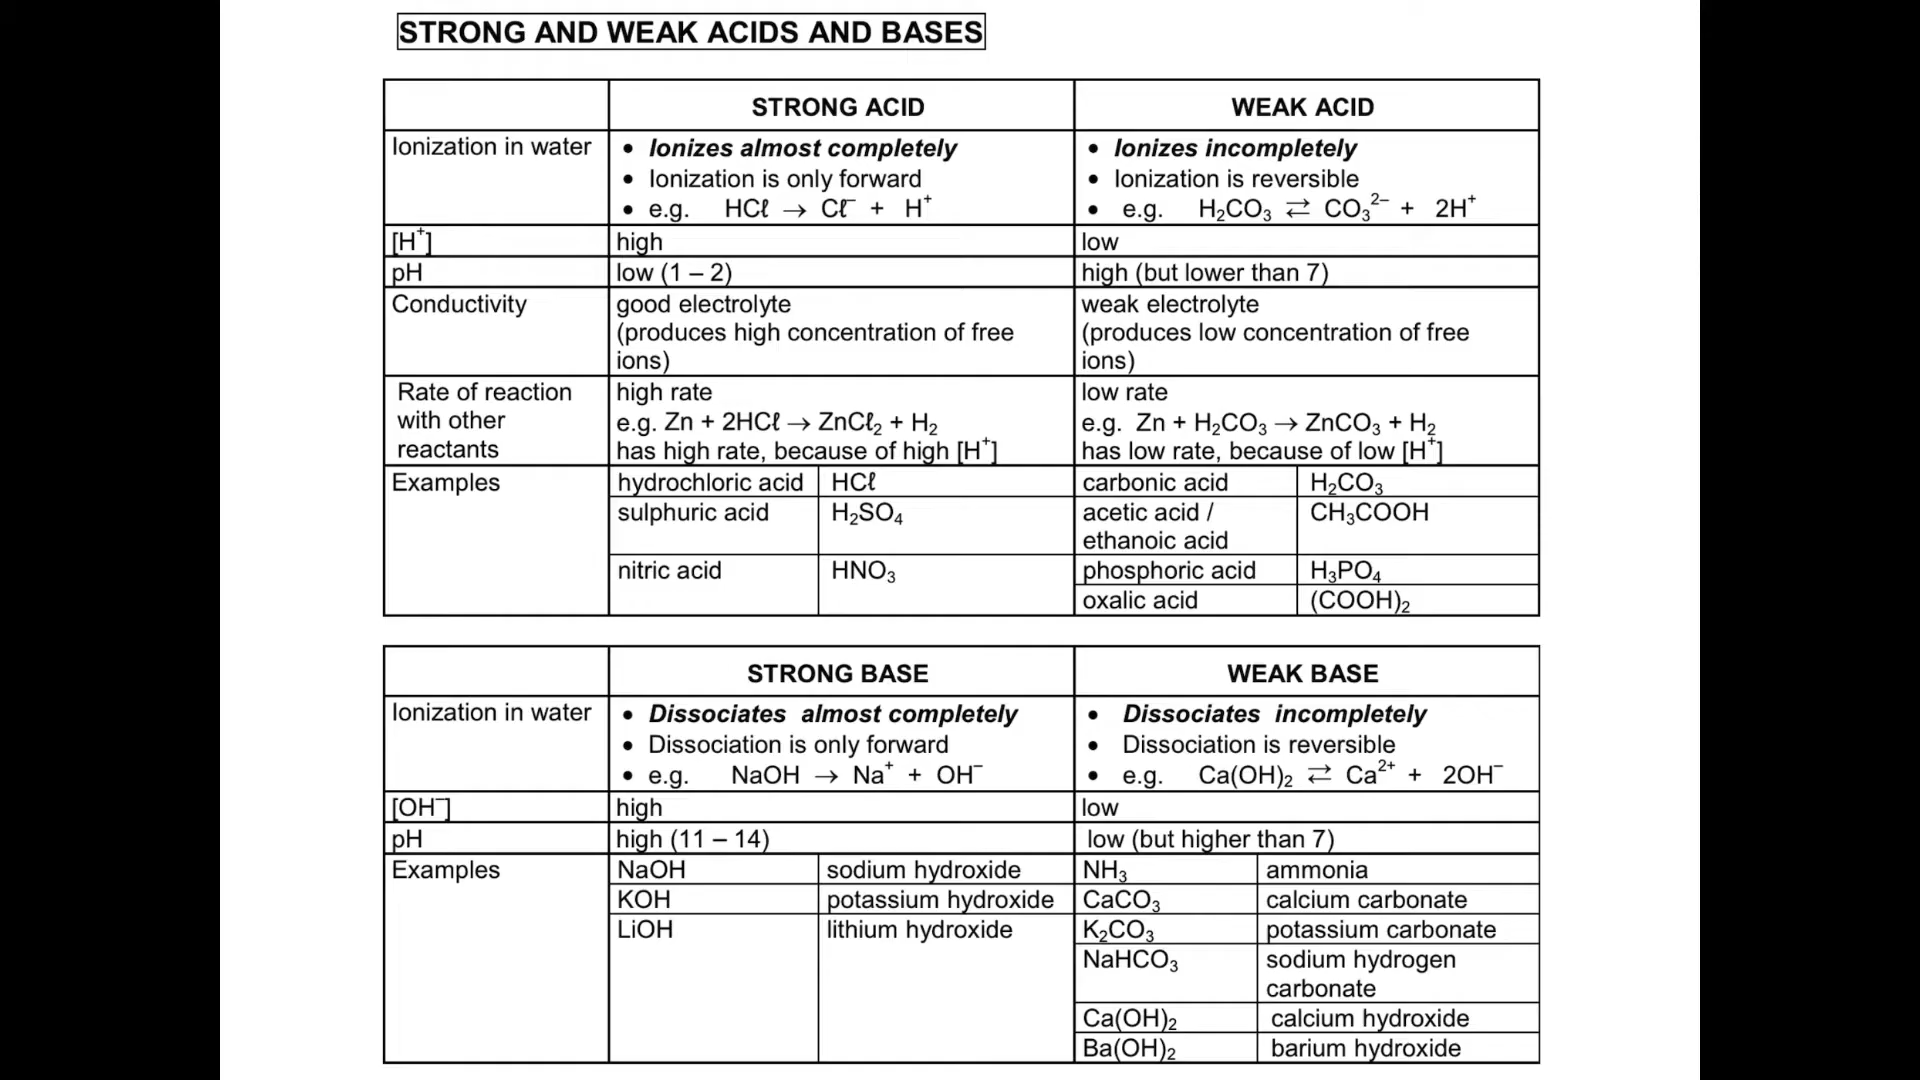 STRONG AND WEAK ACIDS AND BASES
STRONG ACID WEAK ACID
Ionization in water
• Ionizes almost completely
• Ionization is only forward
• e.g. HCℓ → Cℓ⁻ + H⁺
• Ionizes incompletely
• Ionization is reversible
• e.g. H₂CO₃ ⇄ CO₃²⁻ + 2H⁺
[H⁺] high low
pH low (1 – 2) high (but lower than 7)
Conductivity
good electrolyte
(produces high concentration of free
ions)
weak electrolyte
(produces low concentration of free
ions)
Rate of reaction
with other
reactants
high rate
e.g. Zn + 2HCℓ → ZnCℓ₂ + H₂
has high rate, because of high [H⁺]
low rate
e.g. Zn + H₂CO₃ → ZnCO₃ + H₂
has low rate, because of low [H⁺]
Examples
hydrochloric acid HCℓ
sulphuric acid H₂SO₄
nitric acid HNO₃
carbonic acid H₂CO₃
acetic acid / CH₃COOH
ethanoic acid
phosphoric acid H₃PO₄
oxalic acid (COOH)₂
STRONG BASE WEAK BASE
Ionization in water
• Dissociates almost completely
• Dissociation is only forward
• e.g. NaOH → Na⁺ + OH⁻
• Dissociates incompletely
• Dissociation is reversible
• e.g. Ca(OH)₂ ⇄ Ca²⁺ + 2OH⁻
[OH⁻] high low
pH high (11 – 14) low (but higher than 7)
Examples
NaOH sodium hydroxide
KOH potassium hydroxide
LiOH lithium hydroxide
NH₃ ammonia
CaCO₃ calcium carbonate
K₂CO₃ potassium carbonate
NaHCO₃ sodium hydrogen
carbonate
Ca(OH)₂ calcium hydroxide
Ba(OH)₂ barium hydroxide